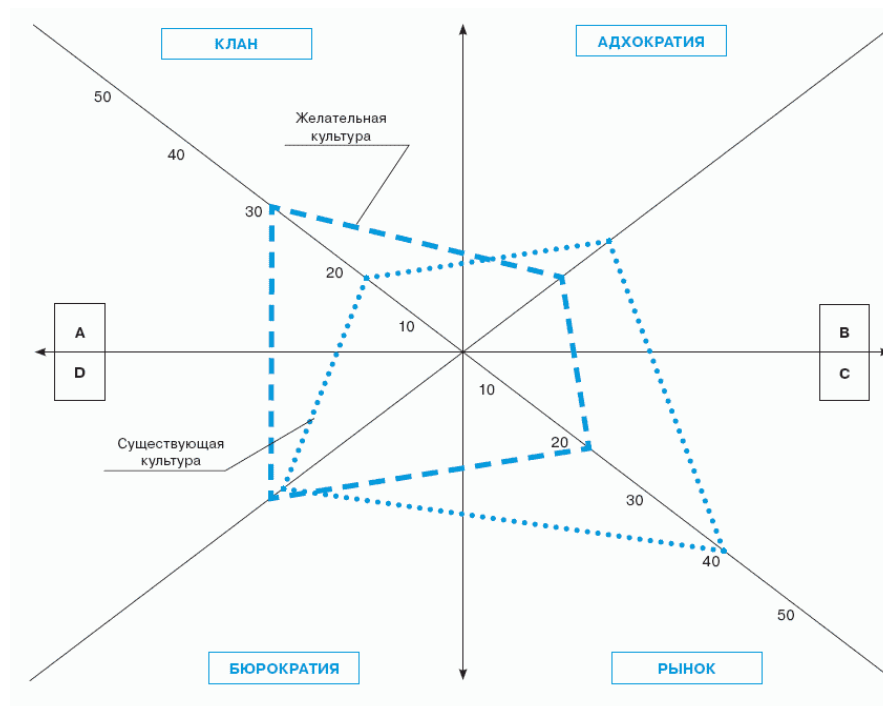 КЛАН
АДХОКРАТИЯ
50
Желательная
культура
40
30
20
10
A
B
D
C
10
Существующая
культура
20
30
40
50
БЮРОКРАТИЯ
РЫНОК